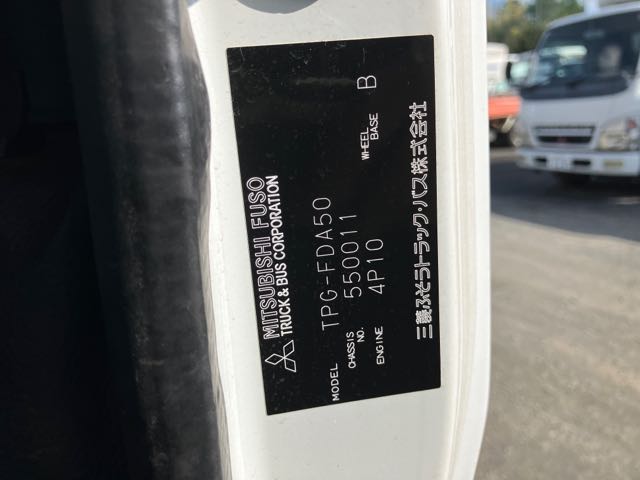 MITSUBISHI FUSO
TRUCK & BUS CORPORATION
MODEL TPG-FDA50
CHASSIS NO. 550011
ENGINE 4P10 WHEEL BASE B
三菱ふそうトラック・バス株式会社